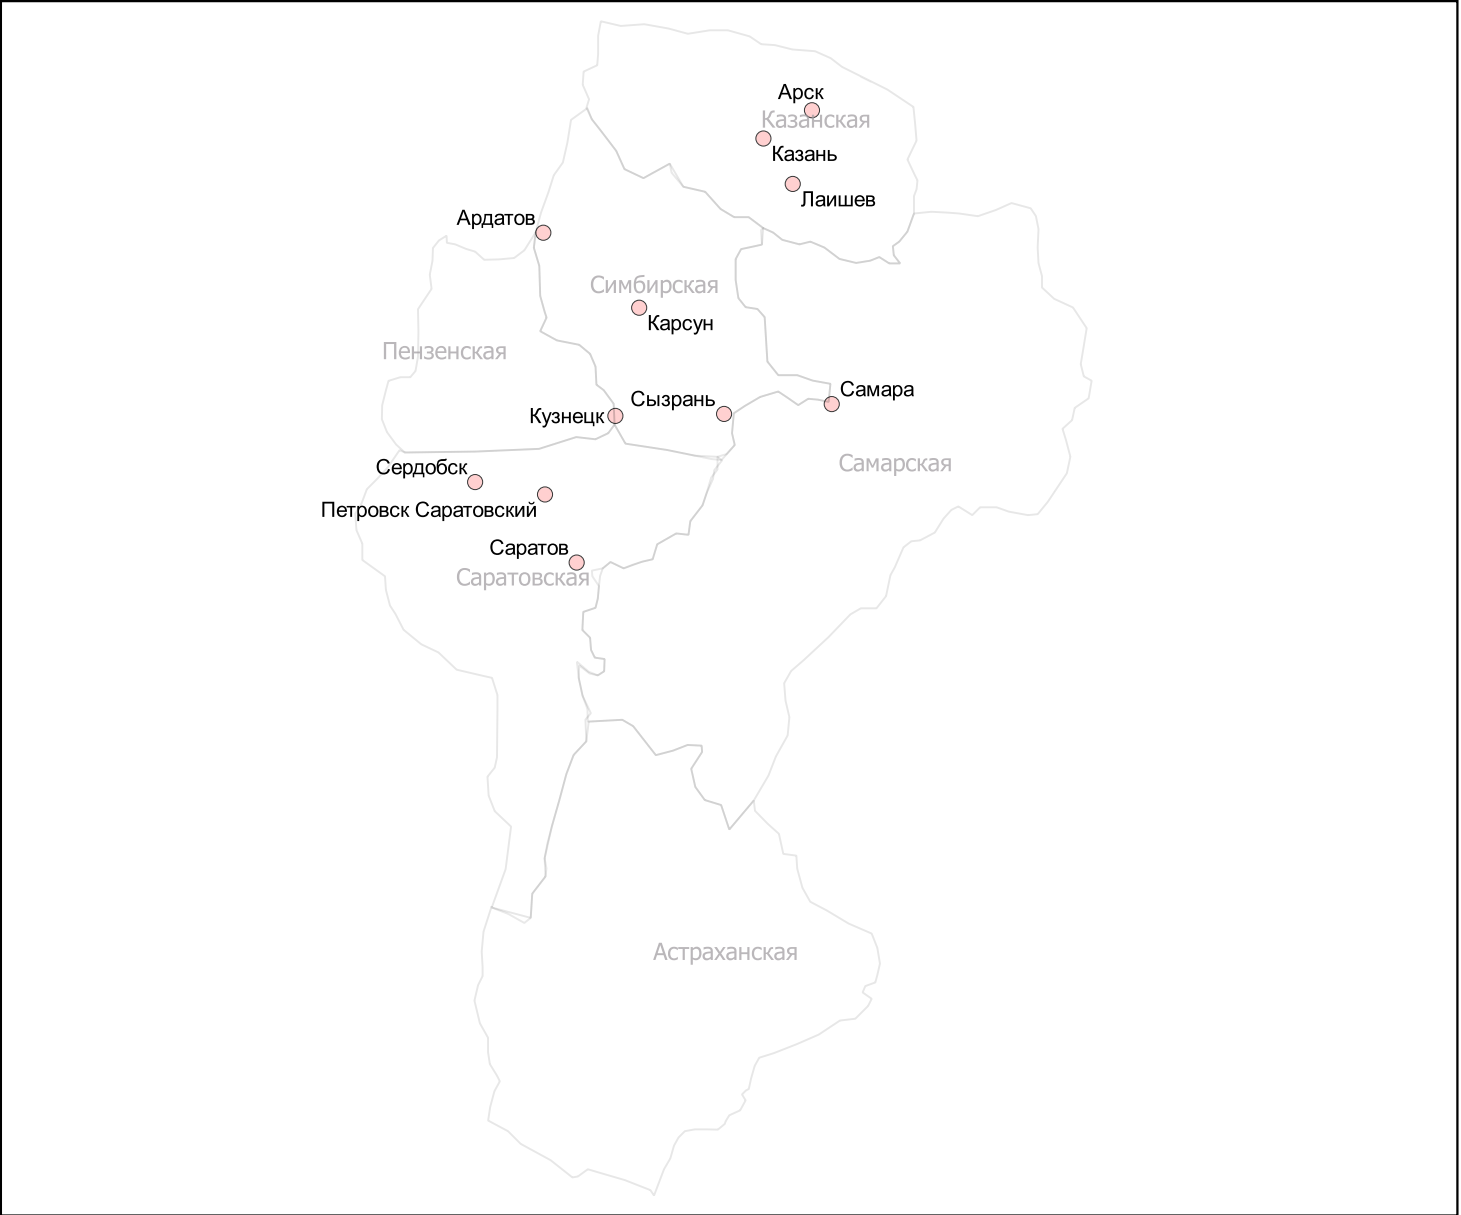 Арск
Казанская
Казань
Лаишев
Ардатов
Симбирская
Карсун
Пензенская
Самара
Сызрань
Кузнецк
Самарская
Сердобск
Петровск Саратовский
Саратов
Саратовская
Астраханская